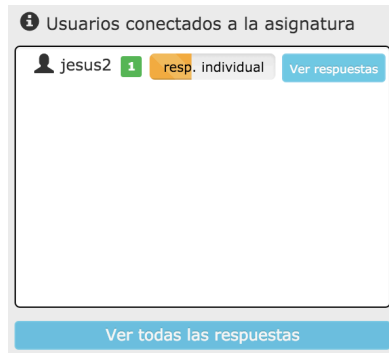 Usuarios conectados a la asignatura
jesus2 1 resp. individual Ver respuestas
Ver todas las respuestas